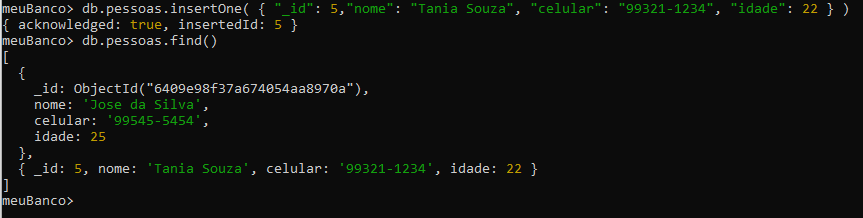 meuBanco> db.pessoas.insertOne( { "_id": 5,"nome": "Tania Souza", "celular": "99321-1234", "idade": 22 } )
{ acknowledged: true, insertedId: 5 }
meuBanco> db.pessoas.find()
[
  {
    _id: ObjectId("6409e98f37a674054aa8970a"),
    nome: 'Jose da Silva',
    celular: '99545-5454',
    idade: 25
  },
  { _id: 5, nome: 'Tania Souza', celular: '99321-1234', idade: 22 }
]
meuBanco>